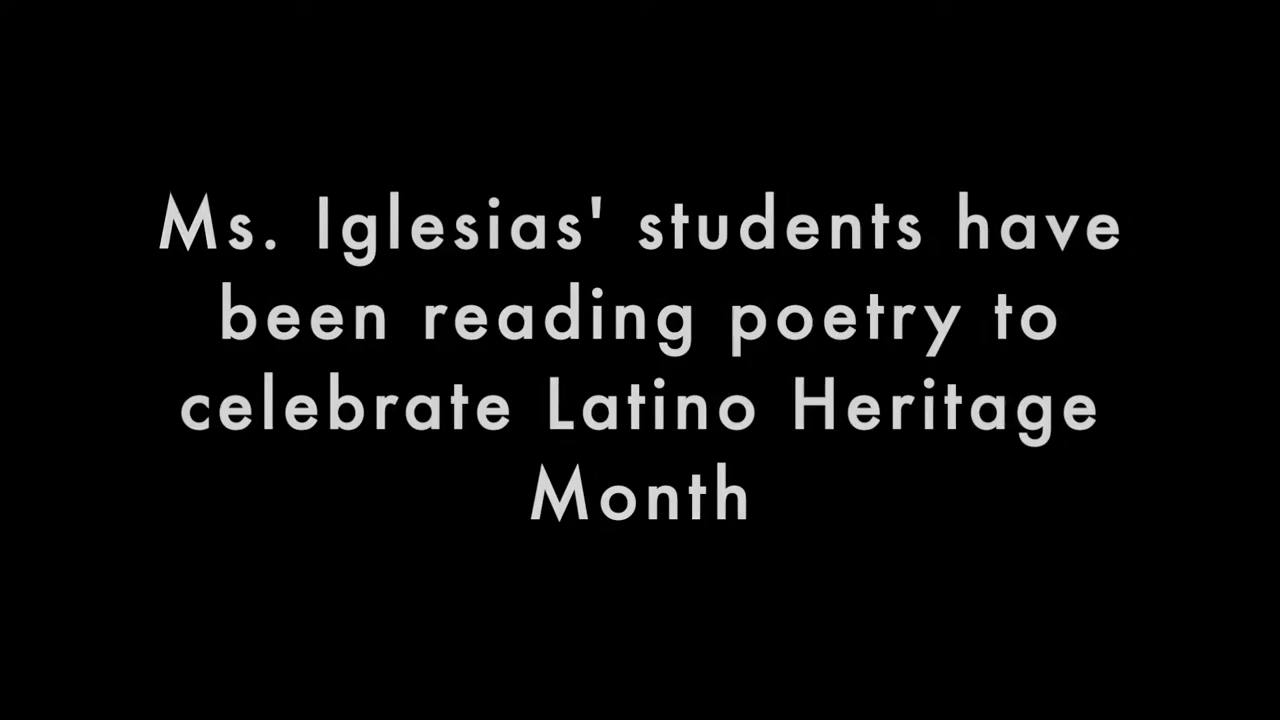 Ms. Iglesias' students have
been reading poetry to
celebrate Latino Heritage
Month